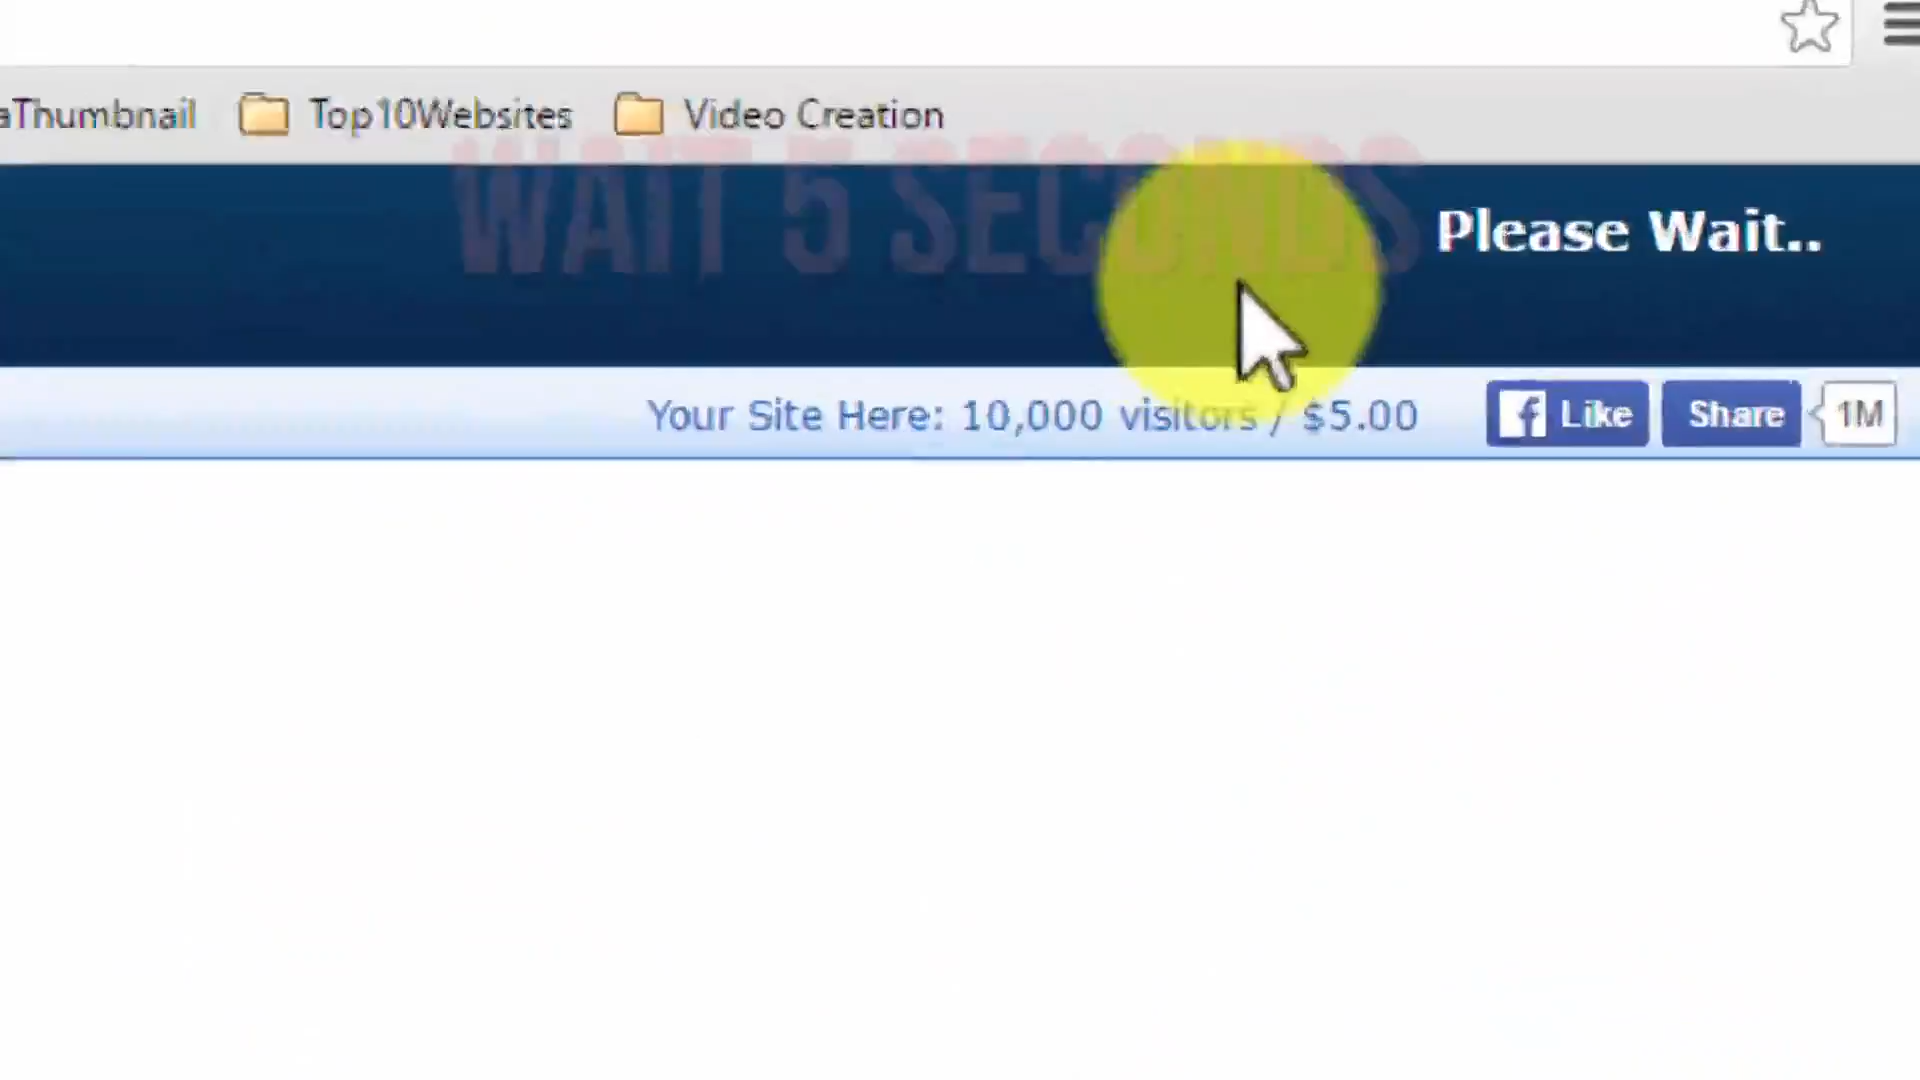 aThumbnail Top10Websites Video Creation
WAIT 5 SECONDS
Please Wait..
Your Site Here: 10,000 visitors / $5.00 Like Share 1M